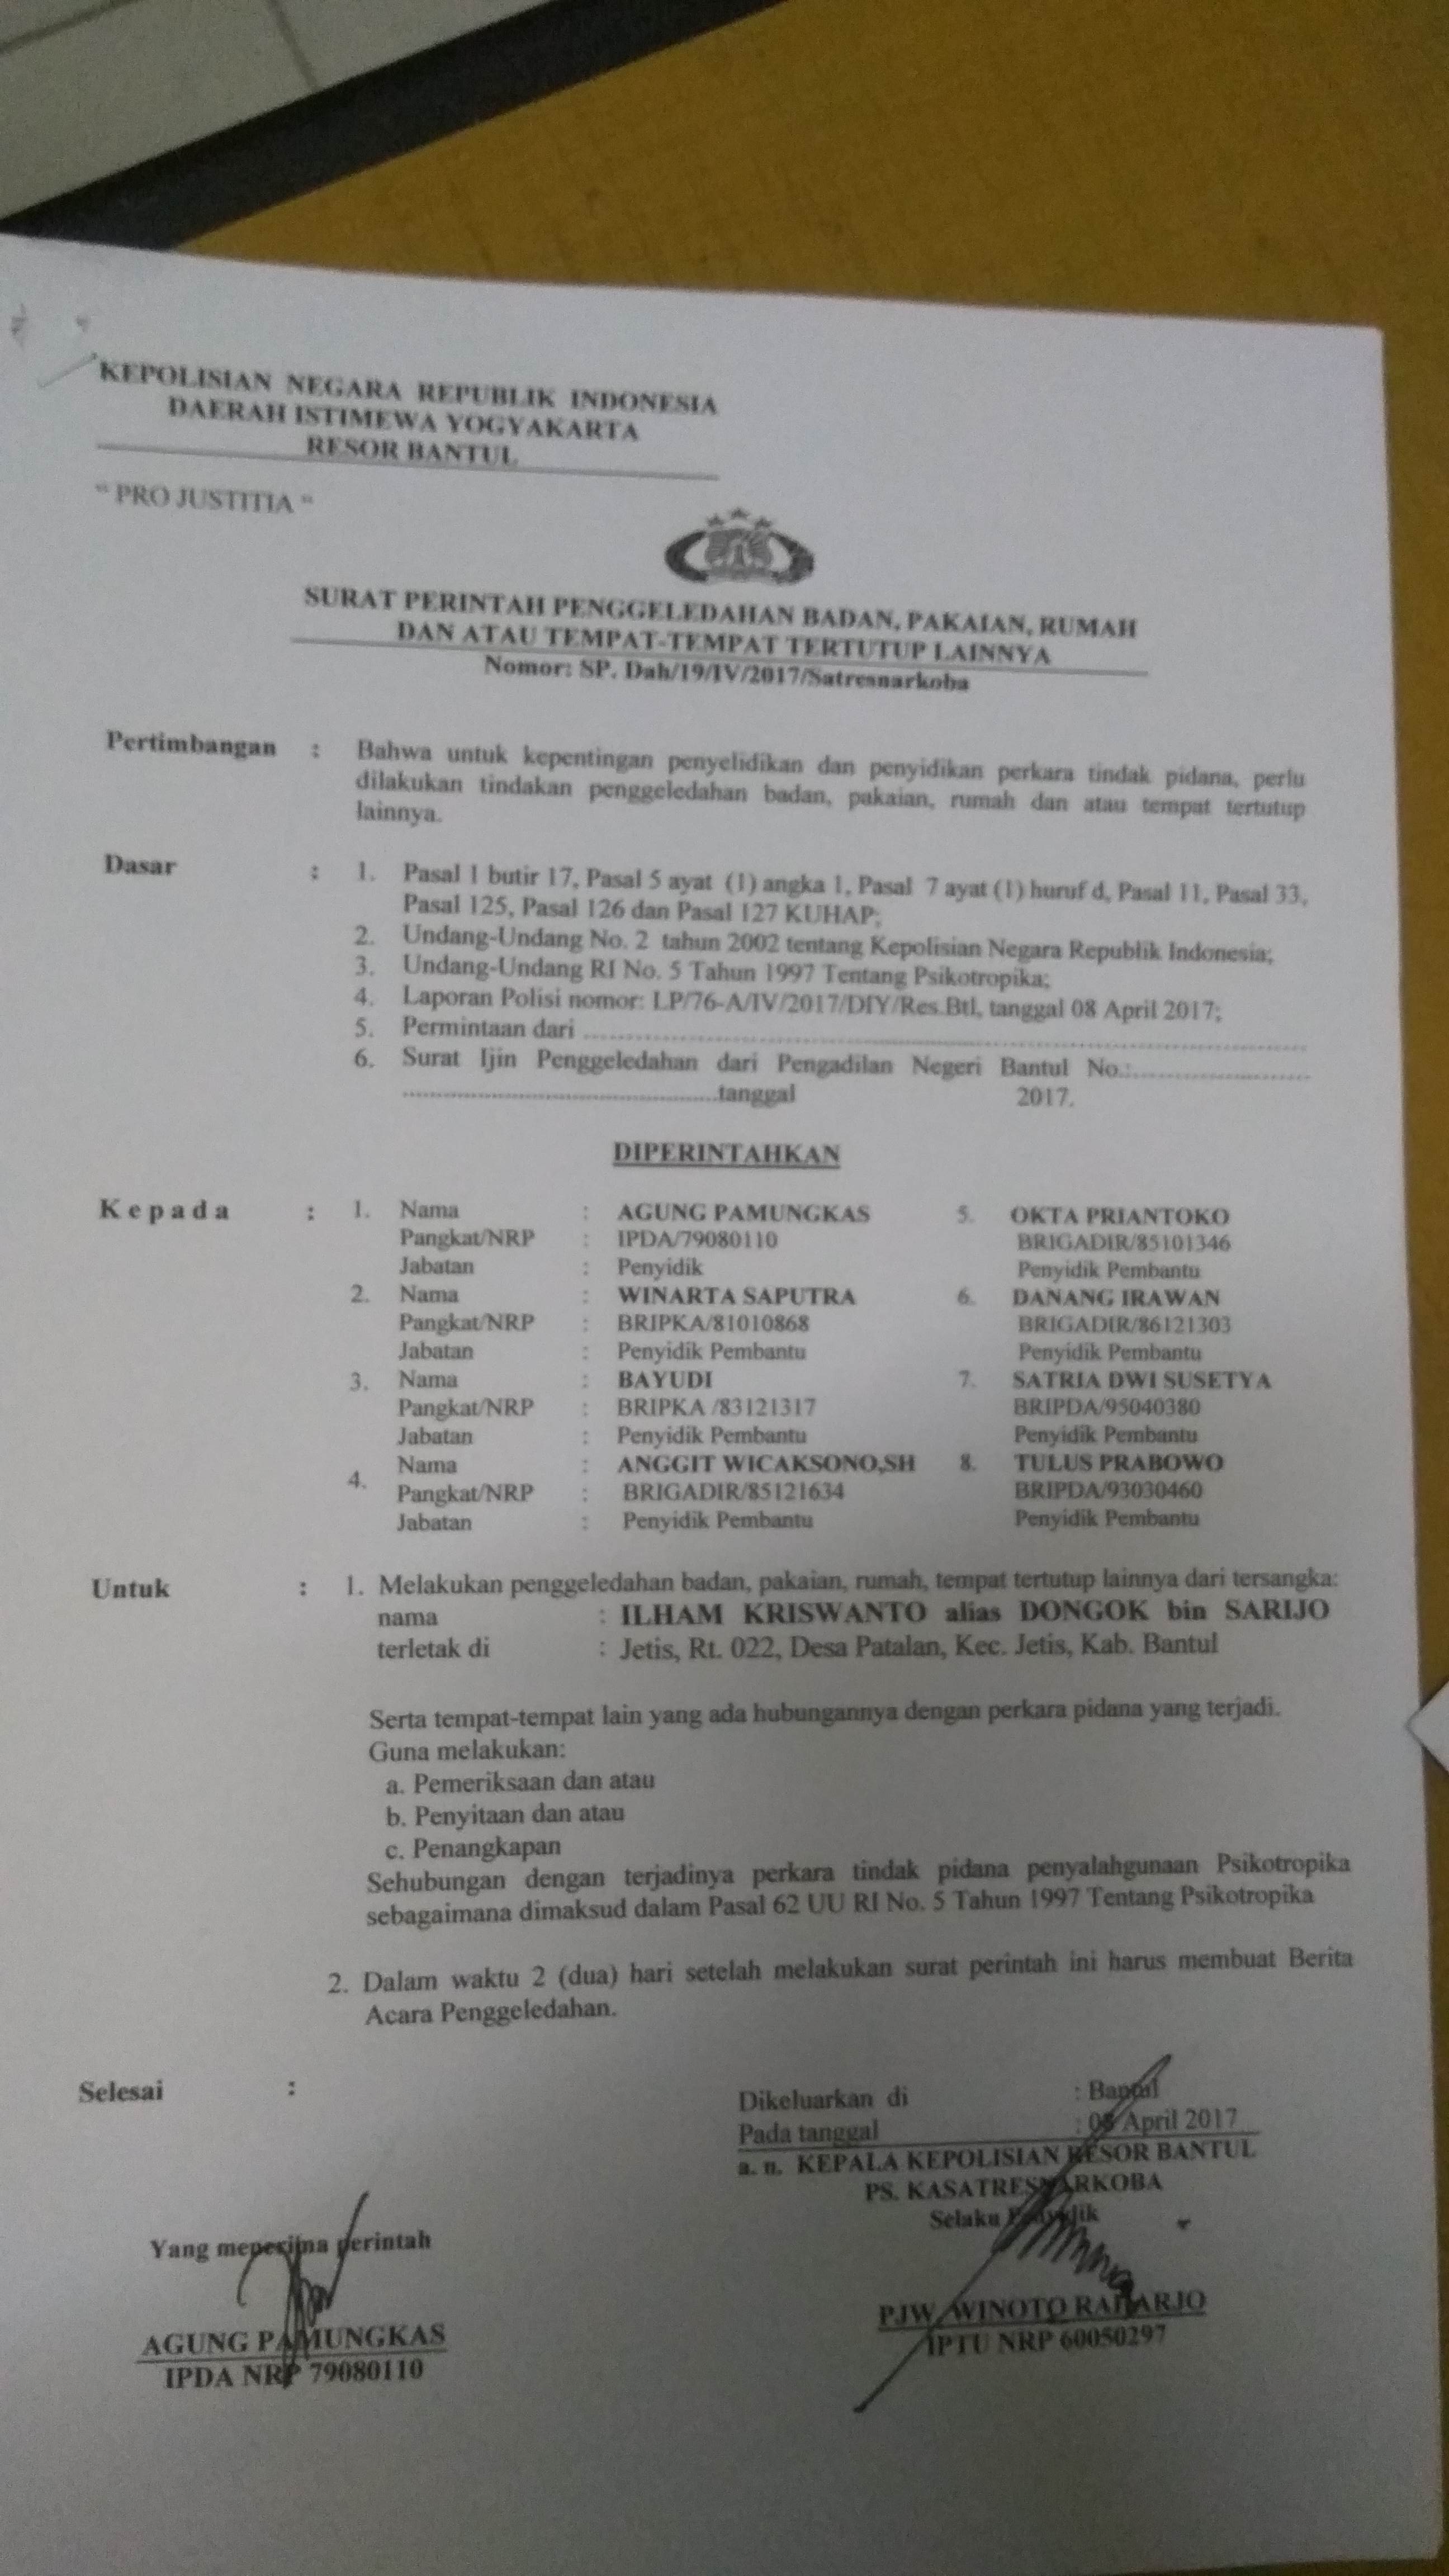 KEPOLISIAN NEGARA REPUBLIK INDONESIA
DAERAH ISTIMEWA YOGYAKARTA
RESOR BANTUL
" PRO JUSTITIA "
SURAT PERINTAH PENGGELEDAHAN BADAN, PAKAIAN, RUMAH
DAN ATAU TEMPAT-TEMPAT TERTUTUP LAINNYA
Nomor: SP. Dah/19/IV/2017/Satresnarkoba
Pertimbangan : Bahwa untuk kepentingan penyelidikan dan penyidikan perkara tindak pidana, perlu
dilakukan tindakan penggeledahan badan, pakaian, rumah dan atau tempat tertutup
lainnya.
Dasar : 1. Pasal 1 butir 17, Pasal 5 ayat (1) angka 1, Pasal 7 ayat (1) huruf d, Pasal 11, Pasal 33,
Pasal 125, Pasal 126 dan Pasal 127 KUHAP;
2. Undang-Undang No. 2 tahun 2002 tentang Kepolisian Negara Republik Indonesia;
3. Undang-Undang RI No. 5 Tahun 1997 Tentang Psikotropika;
4. Laporan Polisi nomor: LP/76-A/IV/2017/DIY/Res.Btl, tanggal 08 April 2017;
5. Permintaan dari ........................................................................
6. Surat Ijin Penggeledahan dari Pengadilan Negeri Bantul No.:........................
............................................tanggal 2017.
DIPERINTAHKAN
Kepada : 1. Nama : AGUNG PAMUNGKAS 5. OKTA PRIANTOKO
Pangkat/NRP : IPDA/79080110 BRIGADIR/85101346
Jabatan : Penyidik Penyidik Pembantu
2. Nama : WINARTA SAPUTRA 6. DANANG IRAWAN
Pangkat/NRP : BRIPKA/81010868 BRIGADIR/86121303
Jabatan : Penyidik Pembantu Penyidik Pembantu
3. Nama : BAYUDI 7. SATRIA DWI SUSETYA
Pangkat/NRP : BRIPKA /83121317 BRIPDA/95040380
Jabatan : Penyidik Pembantu Penyidik Pembantu
4. Nama : ANGGIT WICAKSONO,SH 8. TULUS PRABOWO
Pangkat/NRP : BRIGADIR/85121634 BRIPDA/93030460
Jabatan : Penyidik Pembantu Penyidik Pembantu
Untuk : 1. Melakukan penggeledahan badan, pakaian, rumah, tempat tertutup lainnya dari tersangka:
nama : ILHAM KRISWANTO alias DONGOK bin SARIJO
terletak di : Jetis, Rt. 022, Desa Patalan, Kec. Jetis, Kab. Bantul
Serta tempat-tempat lain yang ada hubungannya dengan perkara pidana yang terjadi.
Guna melakukan:
a. Pemeriksaan dan atau
b. Penyitaan dan atau
c. Penangkapan
Sehubungan dengan terjadinya perkara tindak pidana penyalahgunaan Psikotropika
sebagaimana dimaksud dalam Pasal 62 UU RI No. 5 Tahun 1997 Tentang Psikotropika
2. Dalam waktu 2 (dua) hari setelah melakukan surat perintah ini harus membuat Berita
Acara Penggeledahan.
Selesai :
Dikeluarkan di : Bantul
Pada tanggal : 08 April 2017
a. n. KEPALA KEPOLISIAN RESOR BANTUL
PS. KASATRESNARKOBA
Selaku Penyidik
PJW. WINOTO RAHARJO
IPTU NRP 60050297
Yang menerima perintah
AGUNG PAMUNGKAS
IPDA NRP 79080110